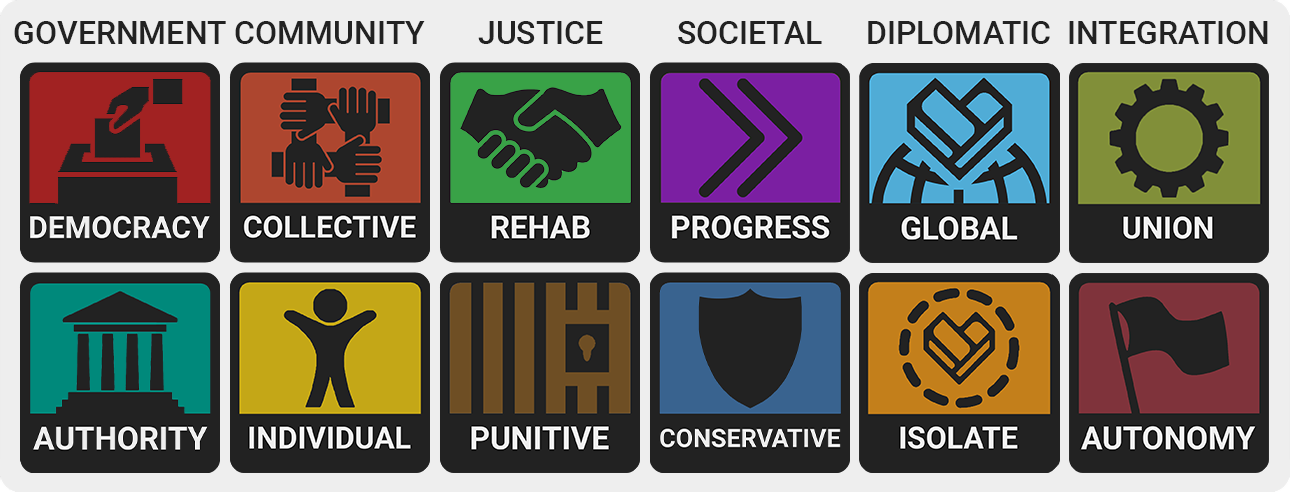 GOVERNMENT COMMUNITY JUSTICE SOCIETAL DIPLOMATIC INTEGRATION
DEMOCRACY COLLECTIVE REHAB PROGRESS GLOBAL UNION
AUTHORITY INDIVIDUAL PUNITIVE CONSERVATIVE ISOLATE AUTONOMY